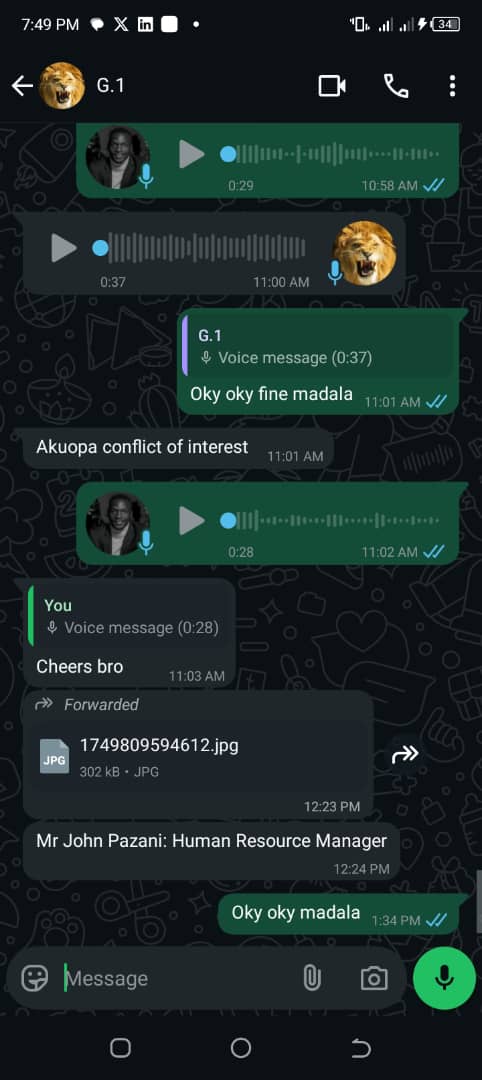 7:49 PM
34
G.1
0:29
10:58 AM
0:37
11:00 AM
G.1
Voice message (0:37)
Oky oky fine madala
11:01 AM
Akuopa conflict of interest
11:01 AM
0:28
11:02 AM
You
Voice message (0:28)
Cheers bro
11:03 AM
Forwarded
JPG
1749809594612.jpg
302 kB • JPG
12:23 PM
Mr John Pazani: Human Resource Manager
12:24 PM
Oky oky madala
1:34 PM
Message